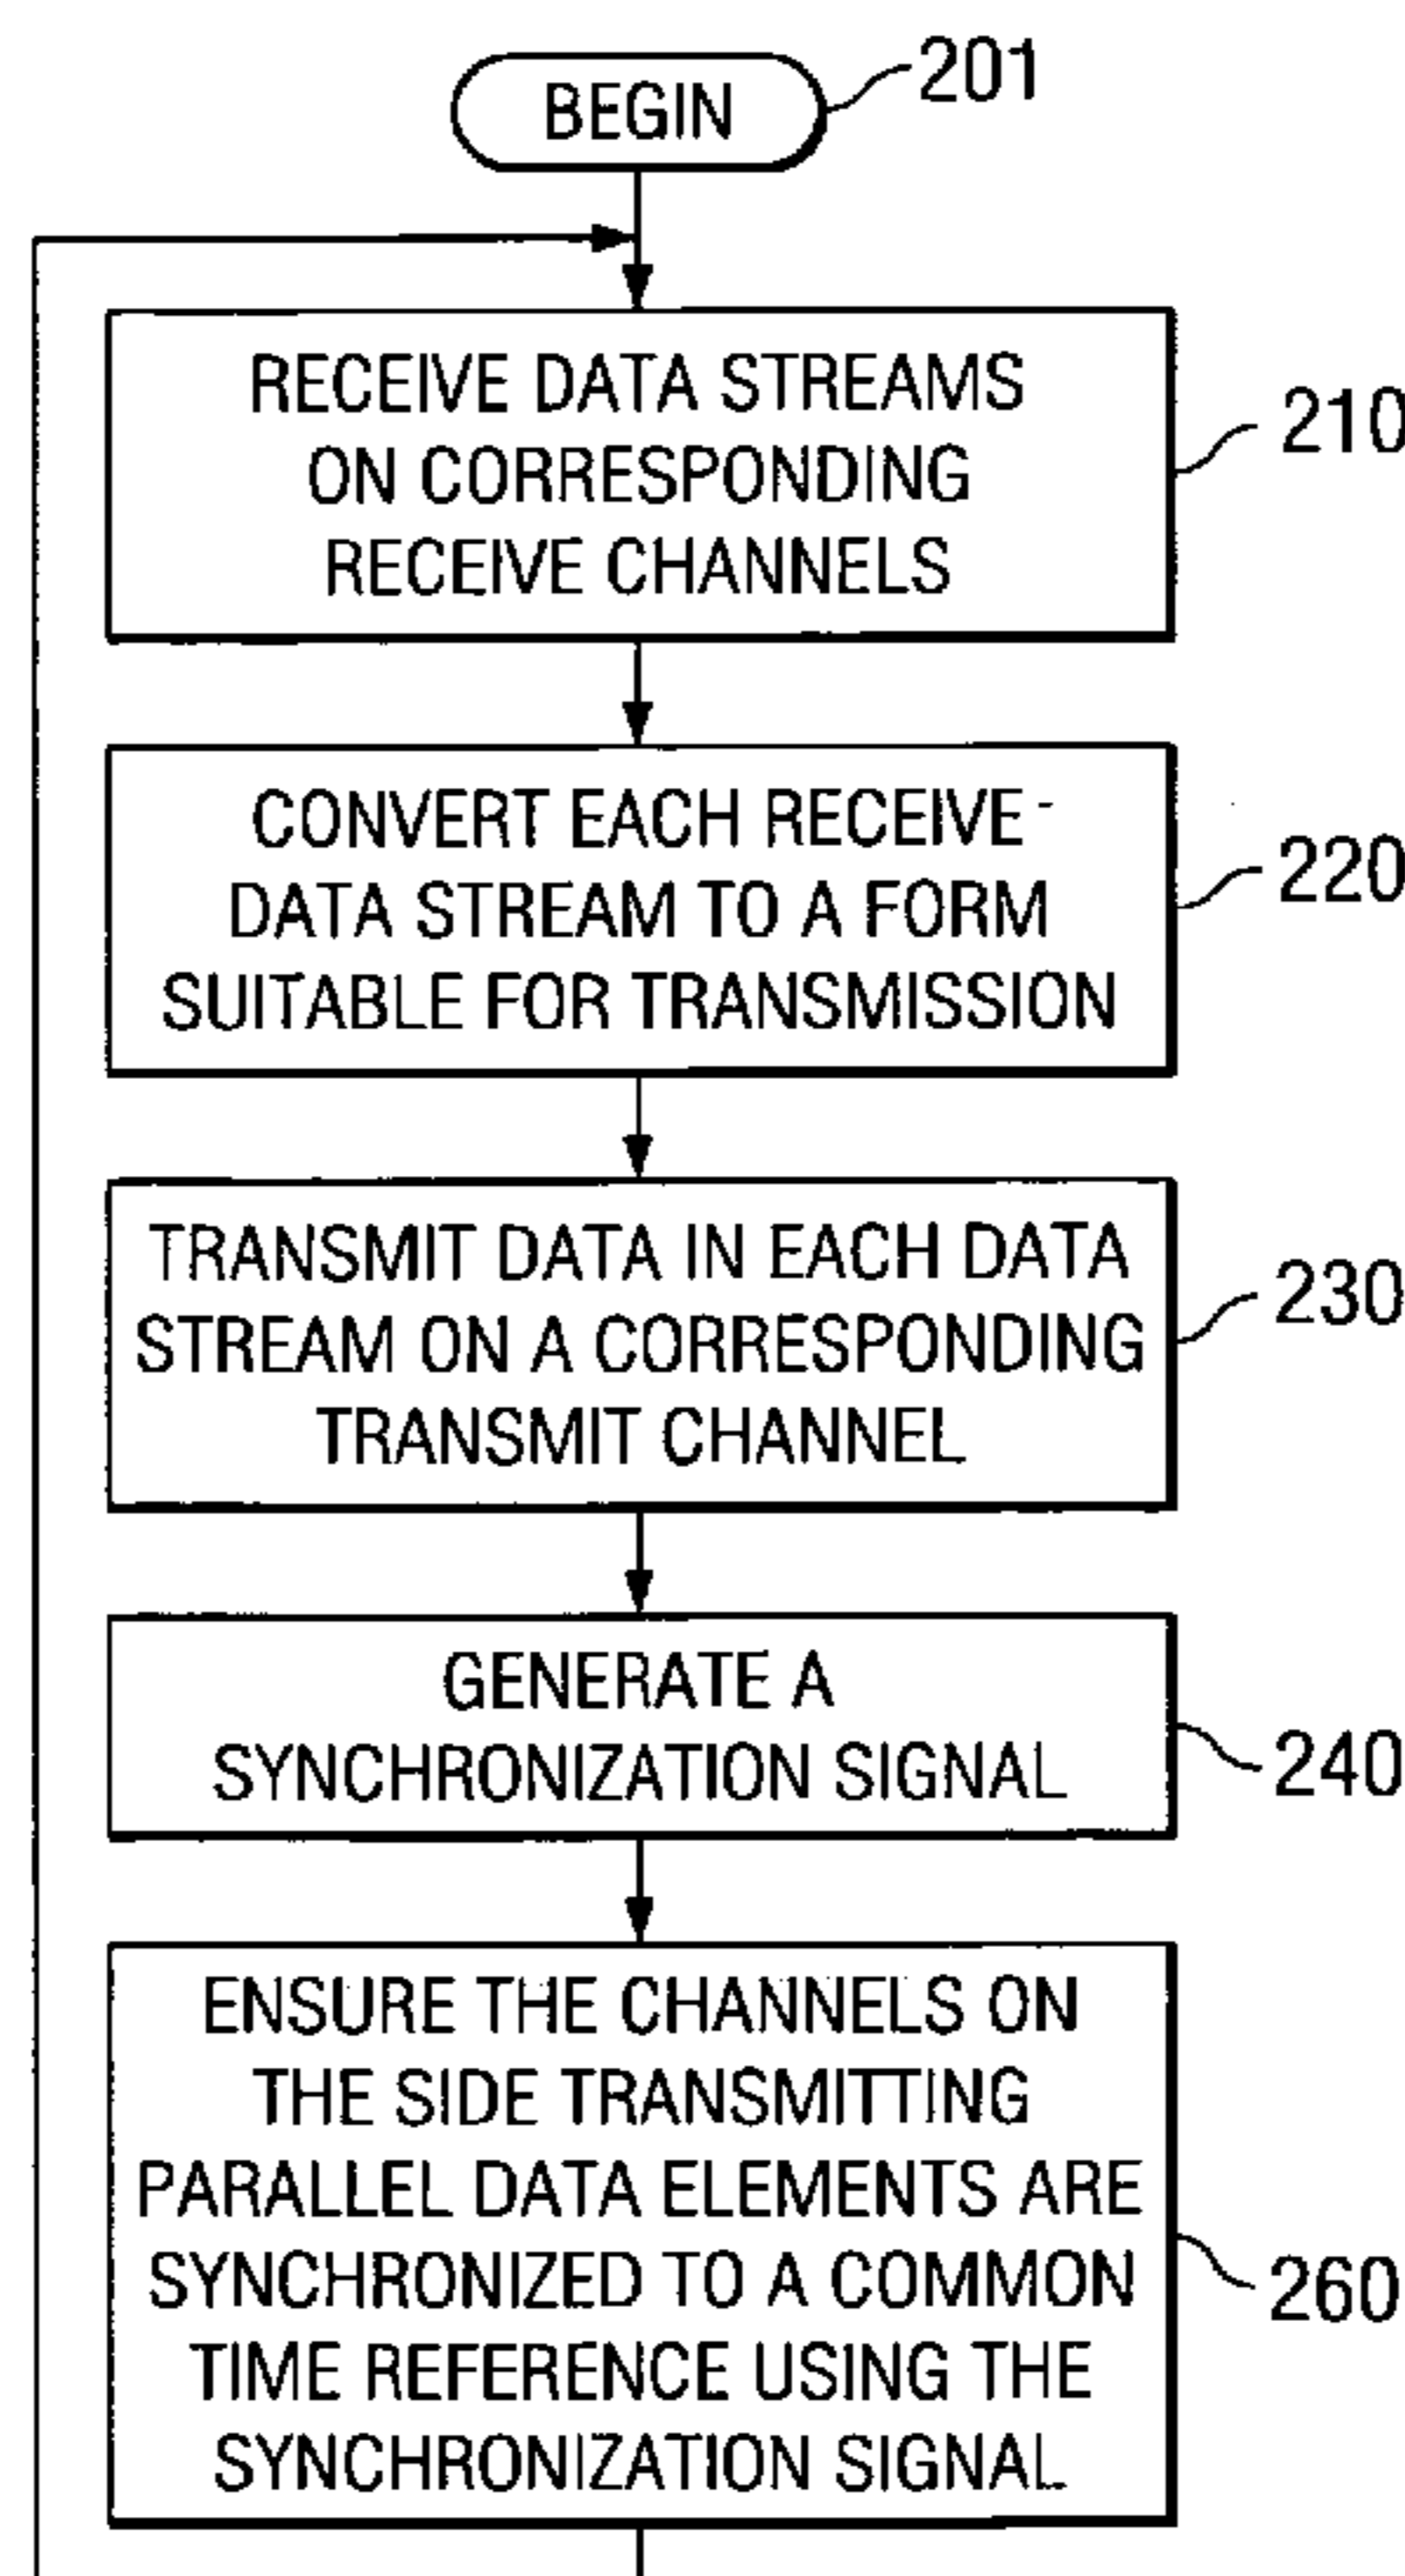 BEGIN
201
RECEIVE DATA STREAMS
ON CORRESPONDING
RECEIVE CHANNELS
210
CONVERT EACH RECEIVE
DATA STREAM TO A FORM
SUITABLE FOR TRANSMISSION
220
TRANSMIT DATA IN EACH DATA
STREAM ON A CORRESPONDING
TRANSMIT CHANNEL
230
GENERATE A
SYNCHRONIZATION SIGNAL
240
ENSURE THE CHANNELS ON
THE SIDE TRANSMITTING
PARALLEL DATA ELEMENTS ARE
SYNCHRONIZED TO A COMMON
TIME REFERENCE USING THE
SYNCHRONIZATION SIGNAL
260